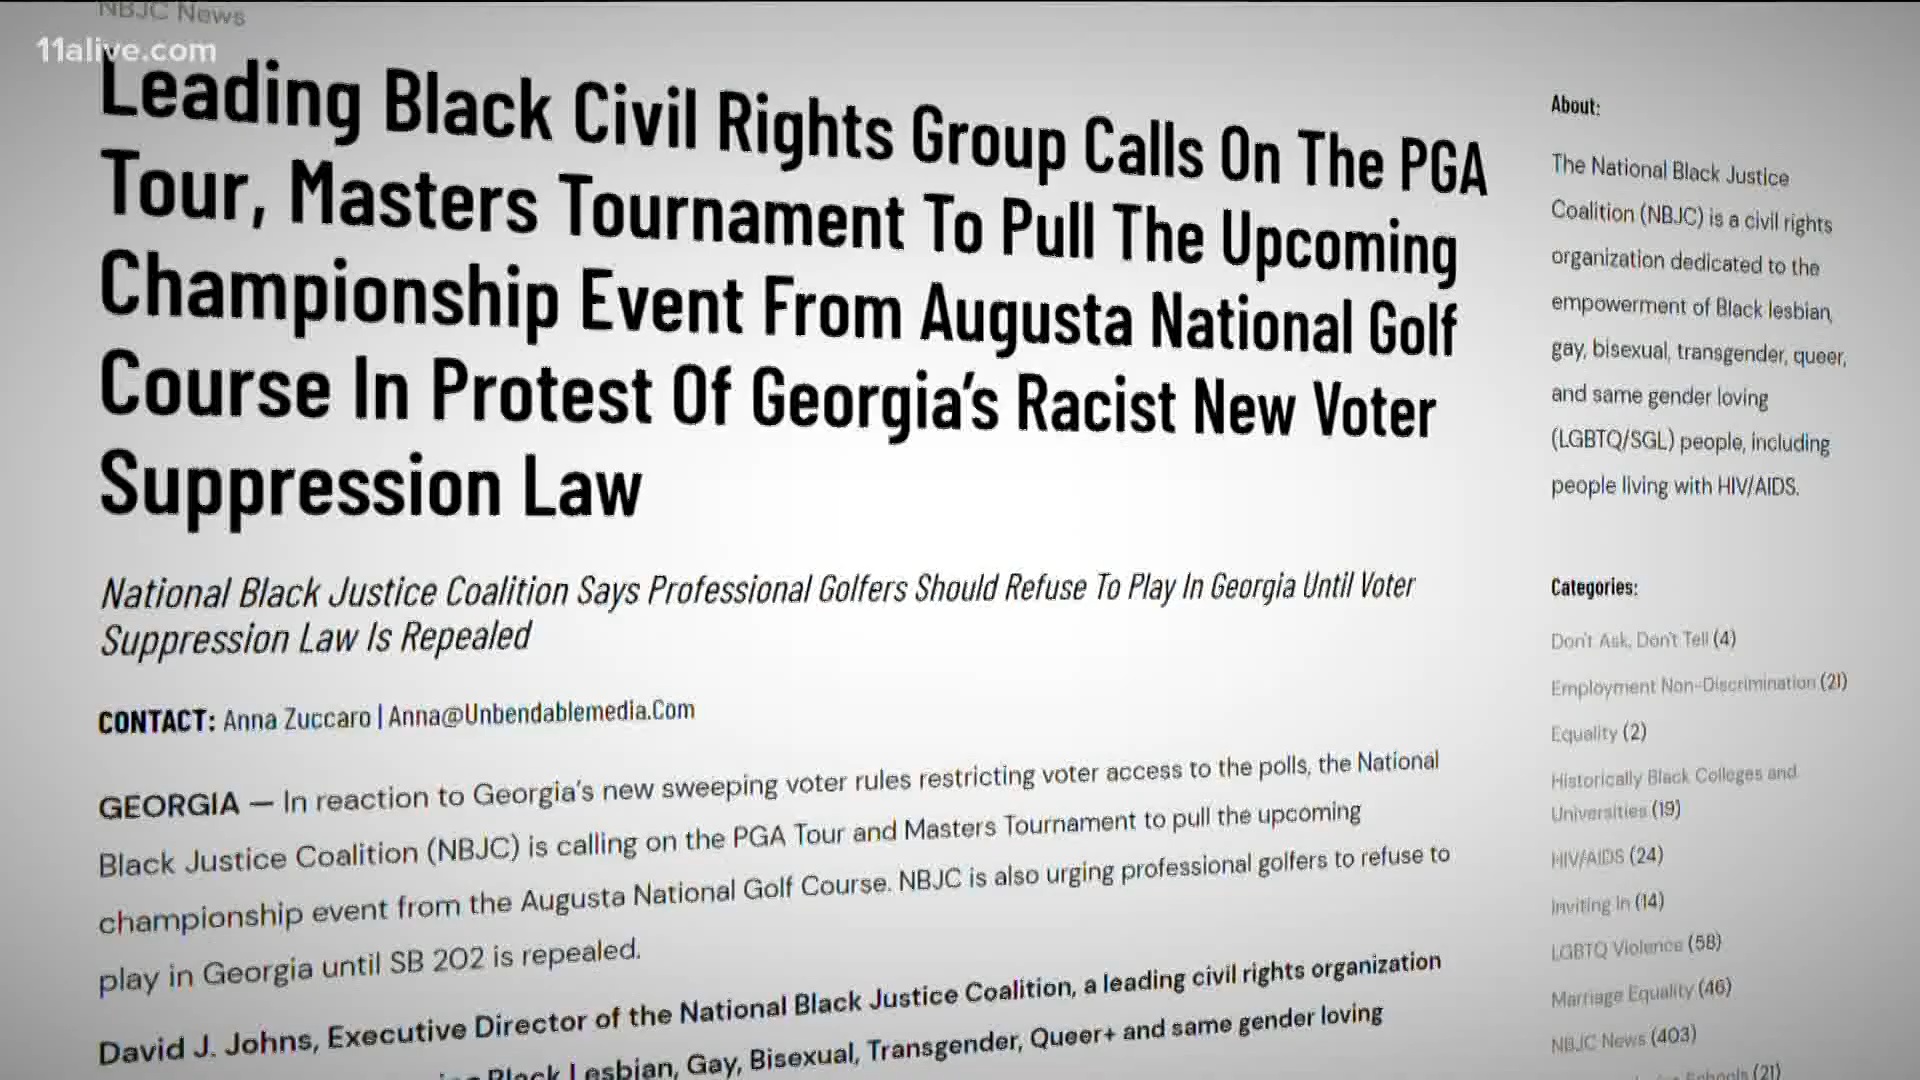 NBJC News
11alive.com
Leading Black Civil Rights Group Calls On The PGA
Tour, Masters Tournament To Pull The Upcoming
Championship Event From Augusta National Golf
Course In Protest Of Georgia's Racist New Voter
Suppression Law
National Black Justice Coalition Says Professional Golfers Should Refuse To Play In Georgia Until Voter
Suppression Law Is Repealed
CONTACT: Anna Zuccaro | Anna@Unbendablemedia.Com
GEORGIA — In reaction to Georgia's new sweeping voter rules restricting voter access to the polls, the National
Black Justice Coalition (NBJC) is calling on the PGA Tour and Masters Tournament to pull the upcoming
championship event from the Augusta National Golf Course. NBJC is also urging professional golfers to refuse to
play in Georgia until SB 202 is repealed.
David J. Johns, Executive Director of the National Black Justice Coalition, a leading civil rights organization
Black Lesbian, Gay, Bisexual, Transgender, Queer+ and same gender loving
About:
The National Black Justice
Coalition (NBJC) is a civil rights
organization dedicated to the
empowerment of Black lesbian,
gay, bisexual, transgender, queer,
and same gender loving
(LGBTQ/SGL) people, including
people living with HIV/AIDS.
Categories:
Don't Ask, Don't Tell (4)
Employment Non-Discrimination (21)
Equality (2)
Historically Black Colleges and
Universities (19)
HIV/AIDS (24)
Inviting In (14)
LGBTQ Violence (58)
Marriage Equality (46)
NBJC News (403)
Schools (21)